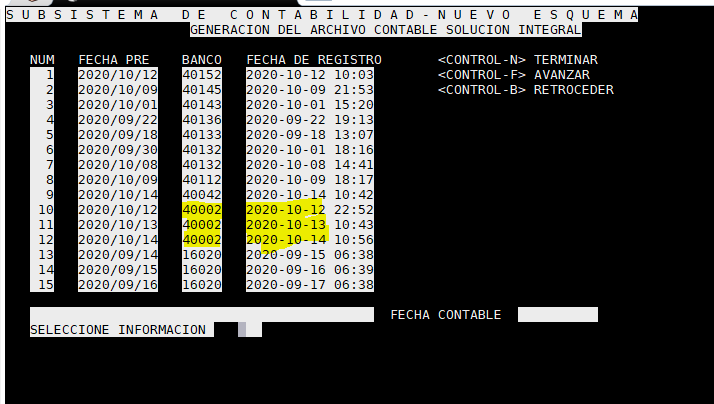 S U B S I S T E M A   D E   C O N T A B I L I D A D - N U E V O   E S Q U E M A
GENERACION DEL ARCHIVO CONTABLE SOLUCION INTEGRAL
NUM FECHA PRE BANCO FECHA DE REGISTRO <CONTROL-N> TERMINAR
1 2020/10/12 40152 2020-10-12 10:03 <CONTROL-F> AVANZAR
2 2020/10/09 40145 2020-10-09 21:53 <CONTROL-B> RETROCEDER
3 2020/10/01 40143 2020-10-01 15:20
4 2020/09/22 40136 2020-09-22 19:13
5 2020/09/18 40133 2020-09-18 13:07
6 2020/09/30 40132 2020-10-01 18:16
7 2020/10/08 40132 2020-10-08 14:41
8 2020/10/09 40112 2020-10-09 18:17
9 2020/10/14 40042 2020-10-14 10:42
10 2020/10/12 40002 2020-10-12 22:52
11 2020/10/13 40002 2020-10-13 10:43
12 2020/10/14 40002 2020-10-14 10:56
13 2020/09/14 16020 2020-09-15 06:38
14 2020/09/15 16020 2020-09-16 06:39
15 2020/09/16 16020 2020-09-17 06:38
FECHA CONTABLE
SELECCIONE INFORMACION